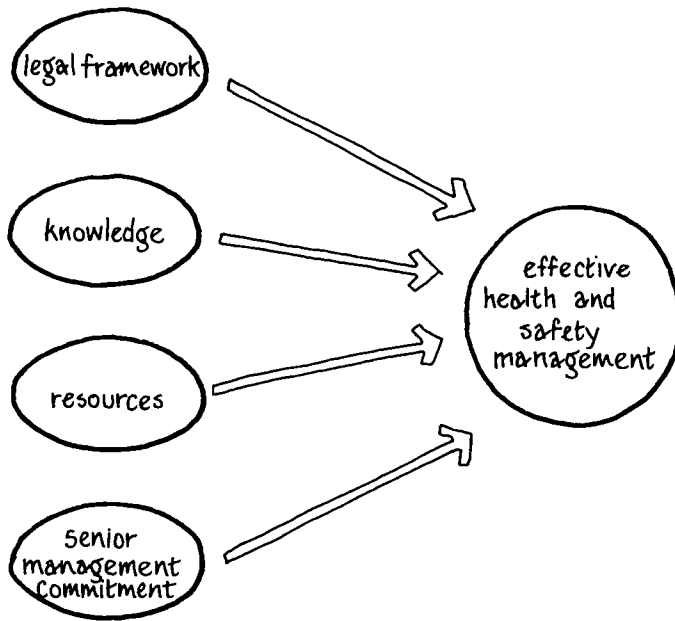 legal framework
knowledge
effective
health and
safety
management
resources
senior
management
commitment